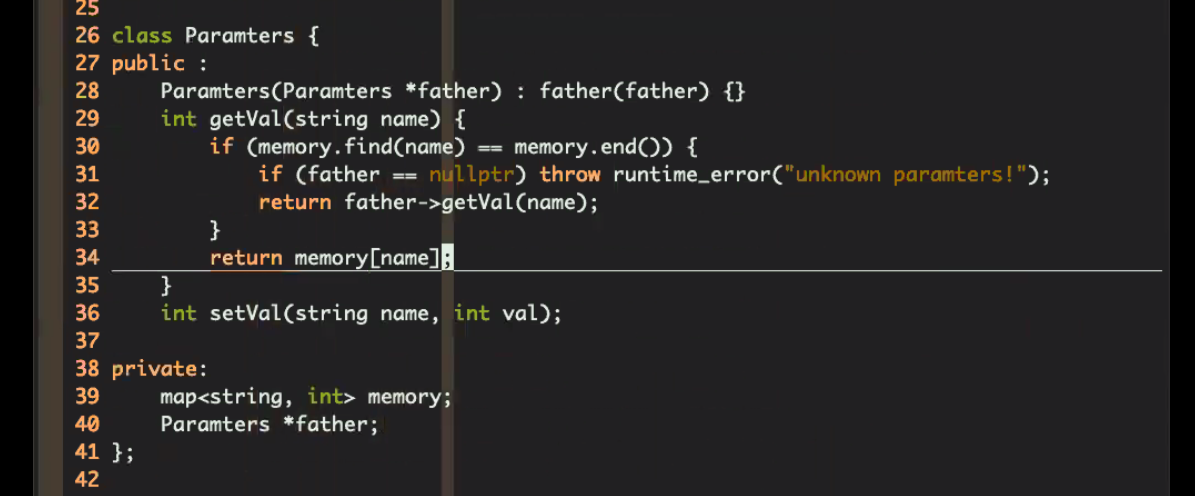 25
26 class Paramters {
27 public :
28     Paramters(Paramters *father) : father(father) {}
29     int getVal(string name) {
30         if (memory.find(name) == memory.end()) {
31             if (father == nullptr) throw runtime_error("unknown paramters!");
32             return father->getVal(name);
33         }
34         return memory[name];
35     }
36     int setVal(string name, int val);
37
38 private:
39     map<string, int> memory;
40     Paramters *father;
41 };
42